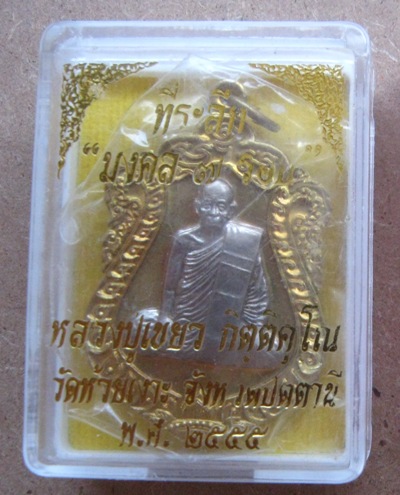 ที่ระลึก
"มงคล ๗ รอบ"
หลวงปู่เขียว กิตฺติคุโณ
วัดห้วยเงาะ จังหวัดปัตตานี
พ.ศ. ๒๕๕๕